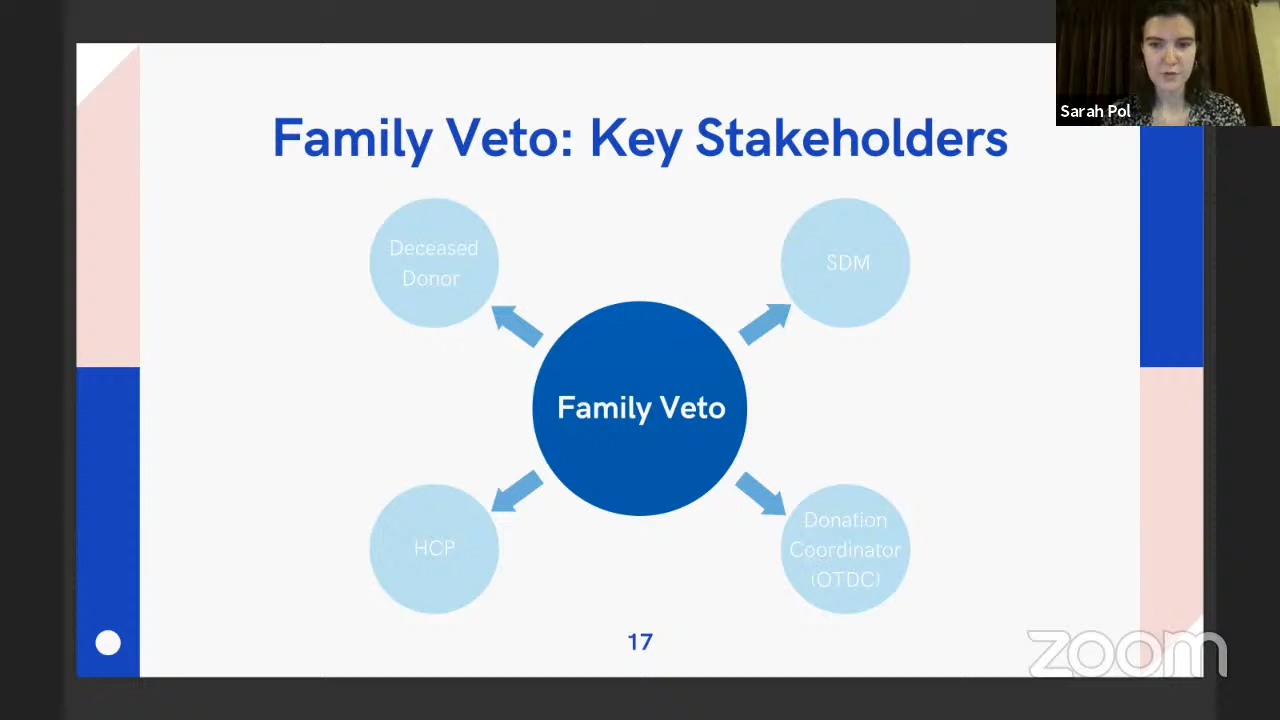 Sarah Pol
Family Veto: Key Stakeholders
Deceased
Donor
SDM
Family Veto
HCP
Donation
Coordinator
(OTDC)
17
zoom